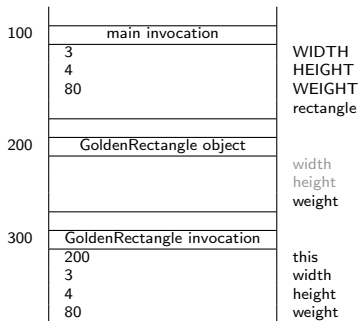 100 main invocation
3 WIDTH
4 HEIGHT
80 WEIGHT
rectangle
200 GoldenRectangle object
width
height
weight
300 GoldenRectangle invocation
200 this
3 width
4 height
80 weight